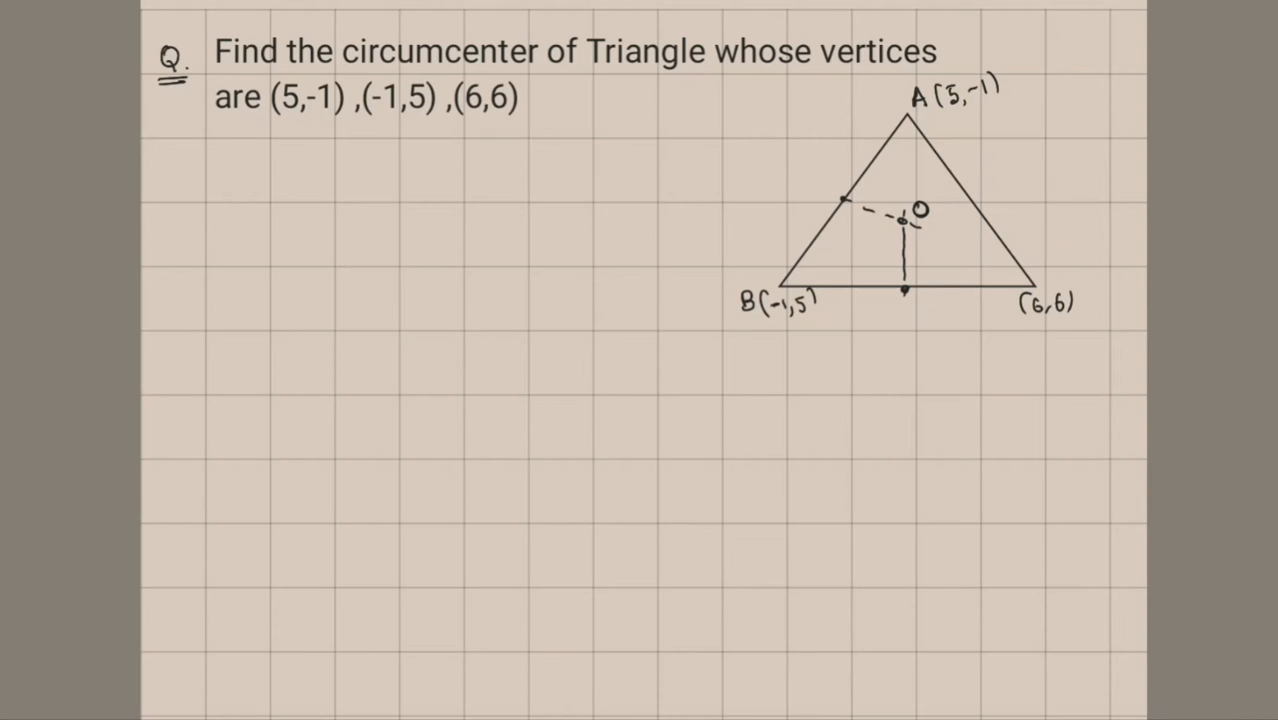 Q. Find the circumcenter of Triangle whose vertices
are (5,-1) ,(-1,5) ,(6,6)
A (5,-1)
O
B(-1,5)
(6,6)